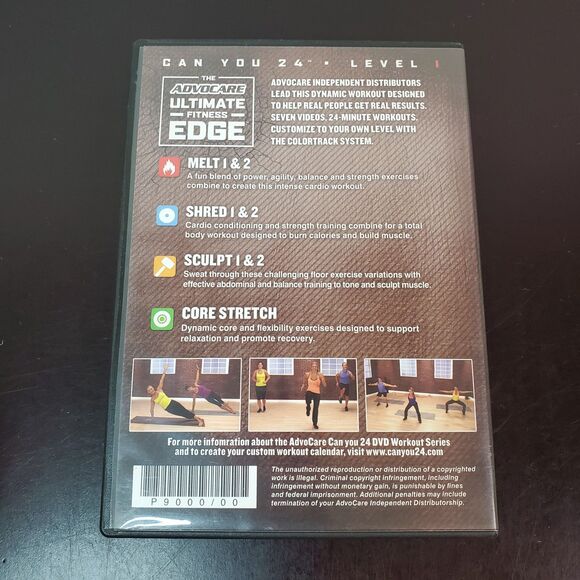 CAN YOU 24™ • LEVEL 1
THE
ADVOCARE
ULTIMATE
FITNESS
EDGE
ADVOCARE INDEPENDENT DISTRIBUTORS
LEAD THIS DYNAMIC WORKOUT DESIGNED
TO HELP REAL PEOPLE GET REAL RESULTS.
SEVEN VIDEOS. 24-MINUTE WORKOUTS.
CUSTOMIZE TO YOUR OWN LEVEL WITH
THE COLORTRACK SYSTEM.
MELT 1 & 2
A fun blend of power, agility, balance and strength exercises
combine to create this intense cardio workout.
SHRED 1 & 2
Cardio conditioning and strength training combine for a total
body workout designed to burn calories and build muscle.
SCULPT 1 & 2
Sweat through these challenging floor exercise variations with
effective abdominal and balance training to tone and sculpt muscle.
CORE STRETCH
Dynamic core and flexibility exercises designed to support
relaxation and promote recovery.
For more infomration about the AdvoCare Can you 24 DVD Workout Series
and to create your custom workout calendar, visit www.canyou24.com
The unauthorized reproduction or distribution of a copyrighted
work is illegal. Criminal copyright infringement, including
infringement without monetary gain, is punishable by fines
and federal imprisonment. Additional penalties may include
termination of your AdvoCare Independent Distributorship.
P9000/00